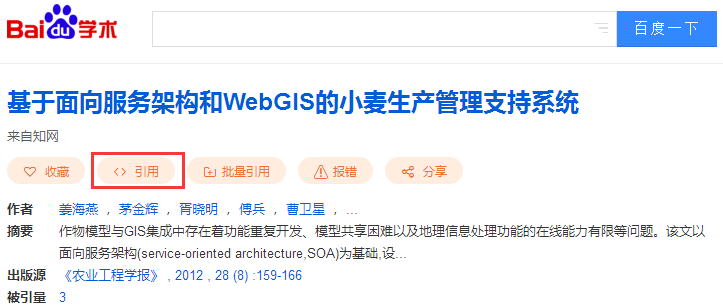 Bai du 学术
百度一下
基于面向服务架构和WebGIS的小麦生产管理支持系统
来自知网
收藏 引用 批量引用 报错 分享
作者 姜海燕 ， 茅金辉 ， 胥晓明 ， 傅兵 ， 曹卫星 ， ...
摘要 作物模型与GIS集成中存在着功能重复开发、模型共享困难以及地理信息处理功能的在线能力有限等问题。该文以
面向服务架构(service-oriented architecture,SOA)为基础,设...
出版源 《农业工程学报》 , 2012 , 28 (8) :159-166
被引量 3